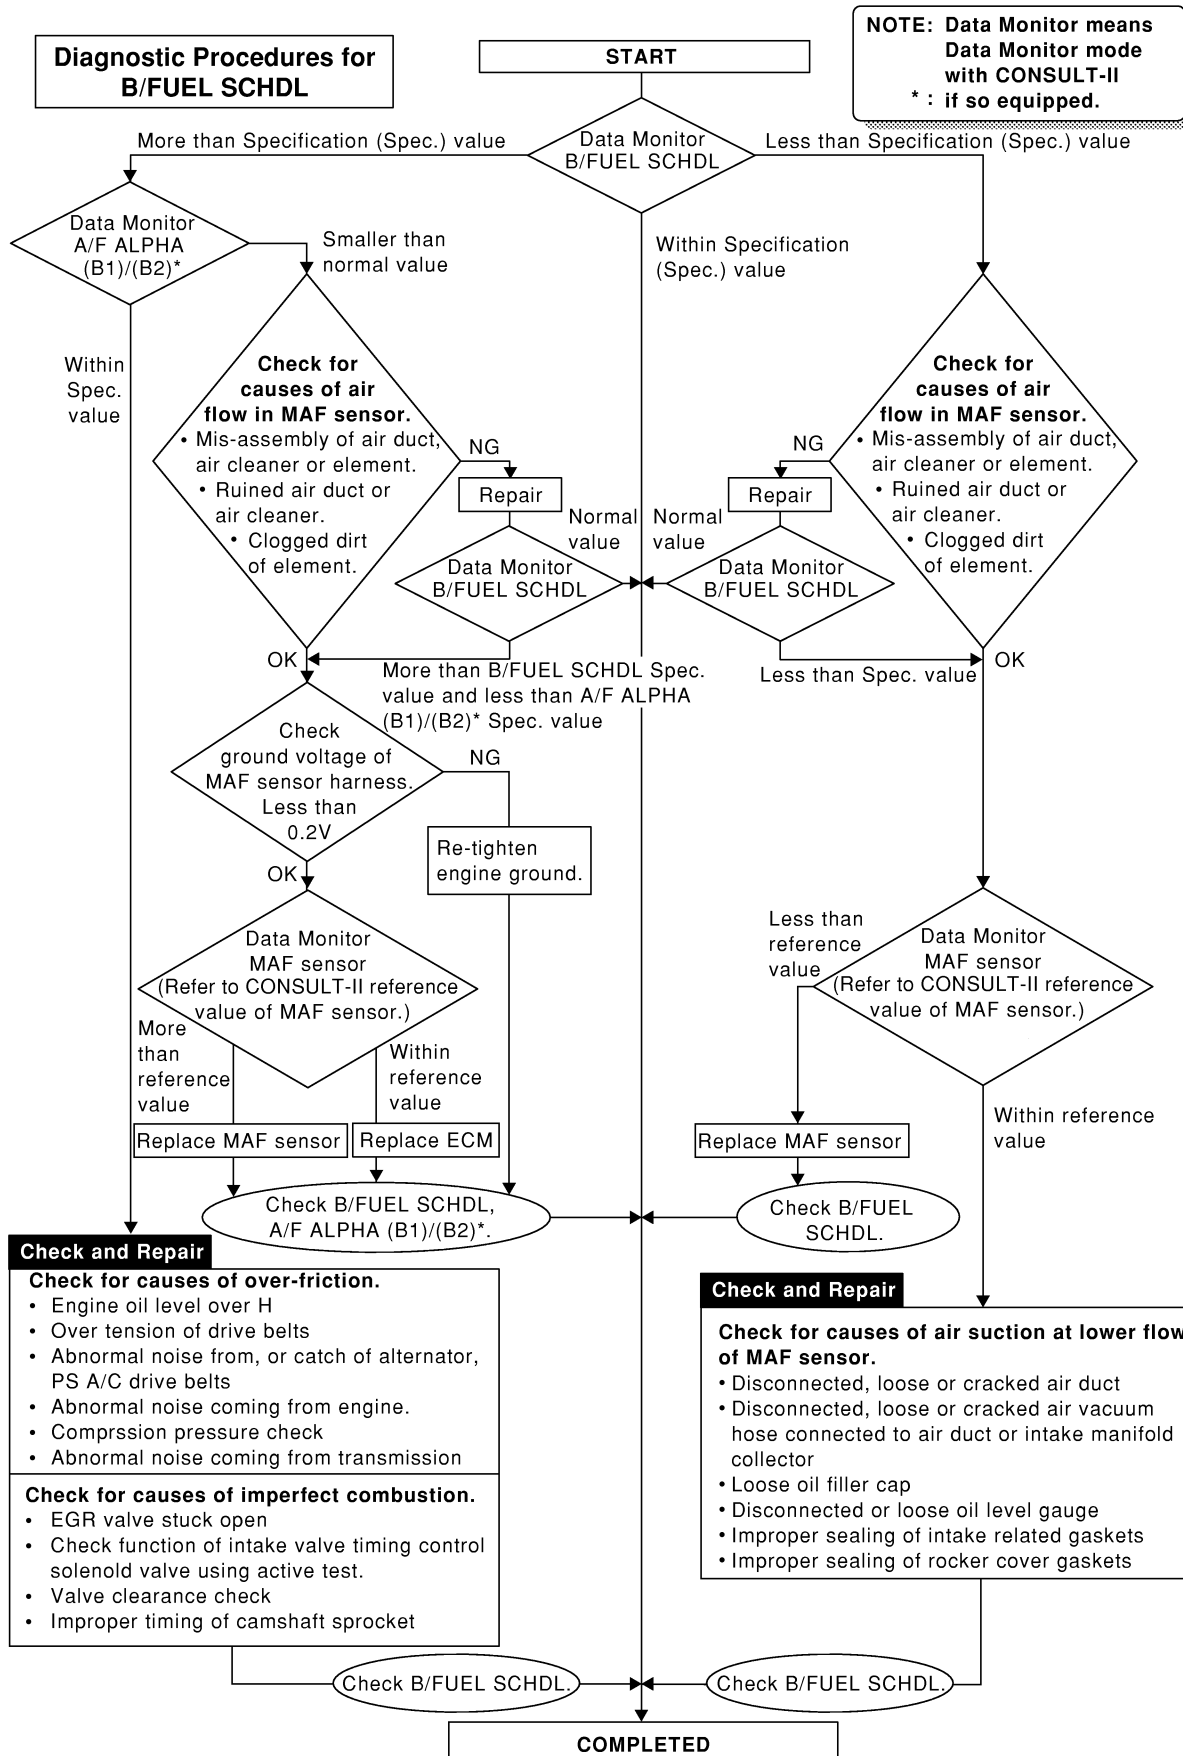 Diagnostic Procedures for
B/FUEL SCHDL
START
NOTE: Data Monitor means
Data Monitor mode
with CONSULT-II
* : if so equipped.
More than Specification (Spec.) value
Data Monitor
B/FUEL SCHDL
Less than Specification (Spec.) value
Data Monitor
A/F ALPHA
(B1)/(B2)*
Smaller than
normal value
Within Specification
(Spec.) value
Within
Spec.
value
Check for
causes of air
flow in MAF sensor.
• Mis-assembly of air duct,
air cleaner or element.
• Ruined air duct or
air cleaner.
• Clogged dirt
of element.
NG
Repair
Normal
value
Data Monitor
B/FUEL SCHDL
Check for
causes of air
flow in MAF sensor.
• Mis-assembly of air duct,
air cleaner or element.
• Ruined air duct or
air cleaner.
• Clogged dirt
of element.
NG
Repair
Normal
value
Data Monitor
B/FUEL SCHDL
OK
More than B/FUEL SCHDL Spec.
value and less than A/F ALPHA
(B1)/(B2)* Spec. value
Less than Spec. value
OK
Check
ground voltage of
MAF sensor harness.
Less than
0.2V
NG
Re-tighten
engine ground.
OK
Data Monitor
MAF sensor
(Refer to CONSULT-II reference
value of MAF sensor.)
More
than
reference
value
Within
reference
value
Replace MAF sensor
Replace ECM
Check B/FUEL SCHDL,
A/F ALPHA (B1)/(B2)*.
Less than
reference
value
Data Monitor
MAF sensor
(Refer to CONSULT-II reference
value of MAF sensor.)
Within reference
value
Replace MAF sensor
Check B/FUEL
SCHDL.
Check and Repair
Check for causes of over-friction.
• Engine oil level over H
• Over tension of drive belts
• Abnormal noise from, or catch of alternator,
PS A/C drive belts
• Abnormal noise coming from engine.
• Comprssion pressure check
• Abnormal noise coming from transmission
Check for causes of imperfect combustion.
• EGR valve stuck open
• Check function of intake valve timing control
solenold valve using active test.
• Valve clearance check
• Improper timing of camshaft sprocket
Check and Repair
Check for causes of air suction at lower flow
of MAF sensor.
• Disconnected, loose or cracked air duct
• Disconnected, loose or cracked air vacuum
hose connected to air duct or intake manifold
collector
• Loose oil filler cap
• Disconnected or loose oil level gauge
• Improper sealing of intake related gaskets
• Improper sealing of rocker cover gaskets
Check B/FUEL SCHDL.
Check B/FUEL SCHDL.
COMPLETED